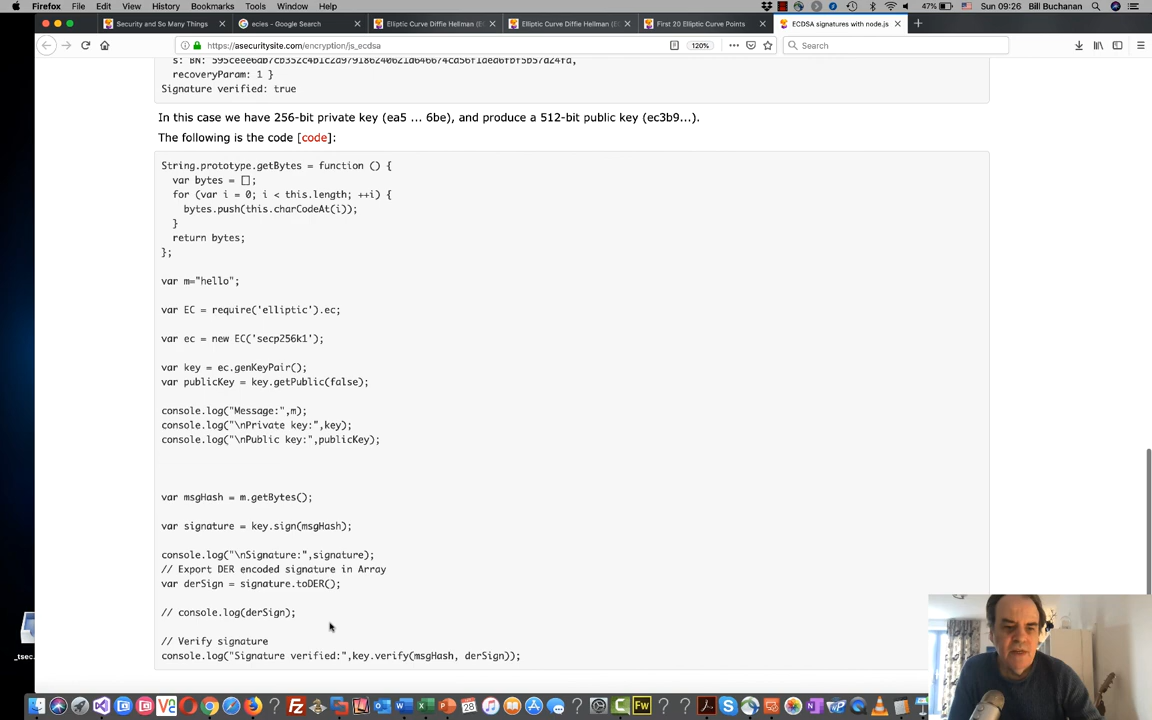 Firefox File Edit View History Bookmarks Tools Window Help 47% Sun 09:26 Bill Buchanan
Security and So Many Things
ecies - Google Search
Elliptic Curve Diffie Hellman (E
Elliptic Curve Diffie Hellman (E
First 20 Elliptic Curve Points
ECDSA signatures with node.js
https://asecuritysite.com/encryption/js_ecdsa 120% Search
recoveryParam: 1 }
Signature verified: true
In this case we have 256-bit private key (ea5 ... 6be), and produce a 512-bit public key (ec3b9...).
The following is the code [code]:
String.prototype.getBytes = function () {
var bytes = [];
for (var i = 0; i < this.length; ++i) {
bytes.push(this.charCodeAt(i));
}
return bytes;
};
var m="hello";
var EC = require('elliptic').ec;
var ec = new EC('secp256k1');
var key = ec.genKeyPair();
var publicKey = key.getPublic(false);
console.log("Message:",m);
console.log("\nPrivate key:",key);
console.log("\nPublic key:",publicKey);
var msgHash = m.getBytes();
var signature = key.sign(msgHash);
console.log("\nSignature:",signature);
// Export DER encoded signature in Array
var derSign = signature.toDER();
// console.log(derSign);
// Verify signature
console.log("Signature verified:",key.verify(msgHash, derSign));
_tsec.